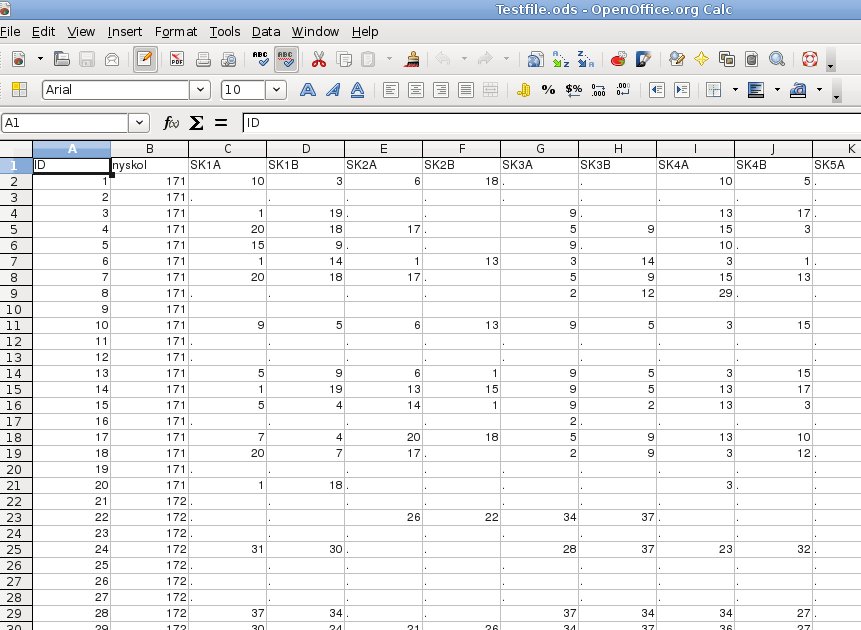 Testfile.ods - OpenOffice.org Calc
File Edit View Insert Format Tools Data Window Help
ABC ABC
Arial 10 A A A % $%
A1 fx Σ = ID
A B C D E F G H I J K
1 ID nyskol SK1A SK1B SK2A SK2B SK3A SK3B SK4A SK4B SK5A
2 1 171 10 3 6 18 . . 10 5 .
3 2 171 . . . . . . . . .
4 3 171 1 19 . . 9 . 13 17 .
5 4 171 20 18 17 . 5 9 15 3
6 5 171 15 9 . . 9 . 10 .
7 6 171 1 14 1 13 3 14 3 1 .
8 7 171 20 18 17 . 5 9 15 13
9 8 171 . . . . 2 12 29 . .
10 9 171
11 10 171 9 5 6 13 9 5 3 15
12 11 171 . . . . . . . . .
13 12 171 . . . . . . . . .
14 13 171 5 9 6 1 9 5 3 15
15 14 171 1 19 13 15 9 5 13 17
16 15 171 5 4 14 1 9 2 13 3
17 16 171 . . . . 2 . . . .
18 17 171 7 4 20 18 5 9 13 10
19 18 171 20 7 17 . 2 9 3 12 .
20 19 171 . . . . . . . . .
21 20 171 1 18 . . . . 3 . .
22 21 172 . . . . . . . . .
23 22 172 . . 26 22 34 37 . . .
24 23 172 . . . . . . . . .
25 24 172 31 30 . . 28 37 23 32 .
26 25 172 . . . . . . . . .
27 26 172 . . . . . . . . .
28 27 172 . . . . . . . . .
29 28 172 37 34 . . 37 34 34 27 .
30 29 172 30 24 21 26 34 37 36 27